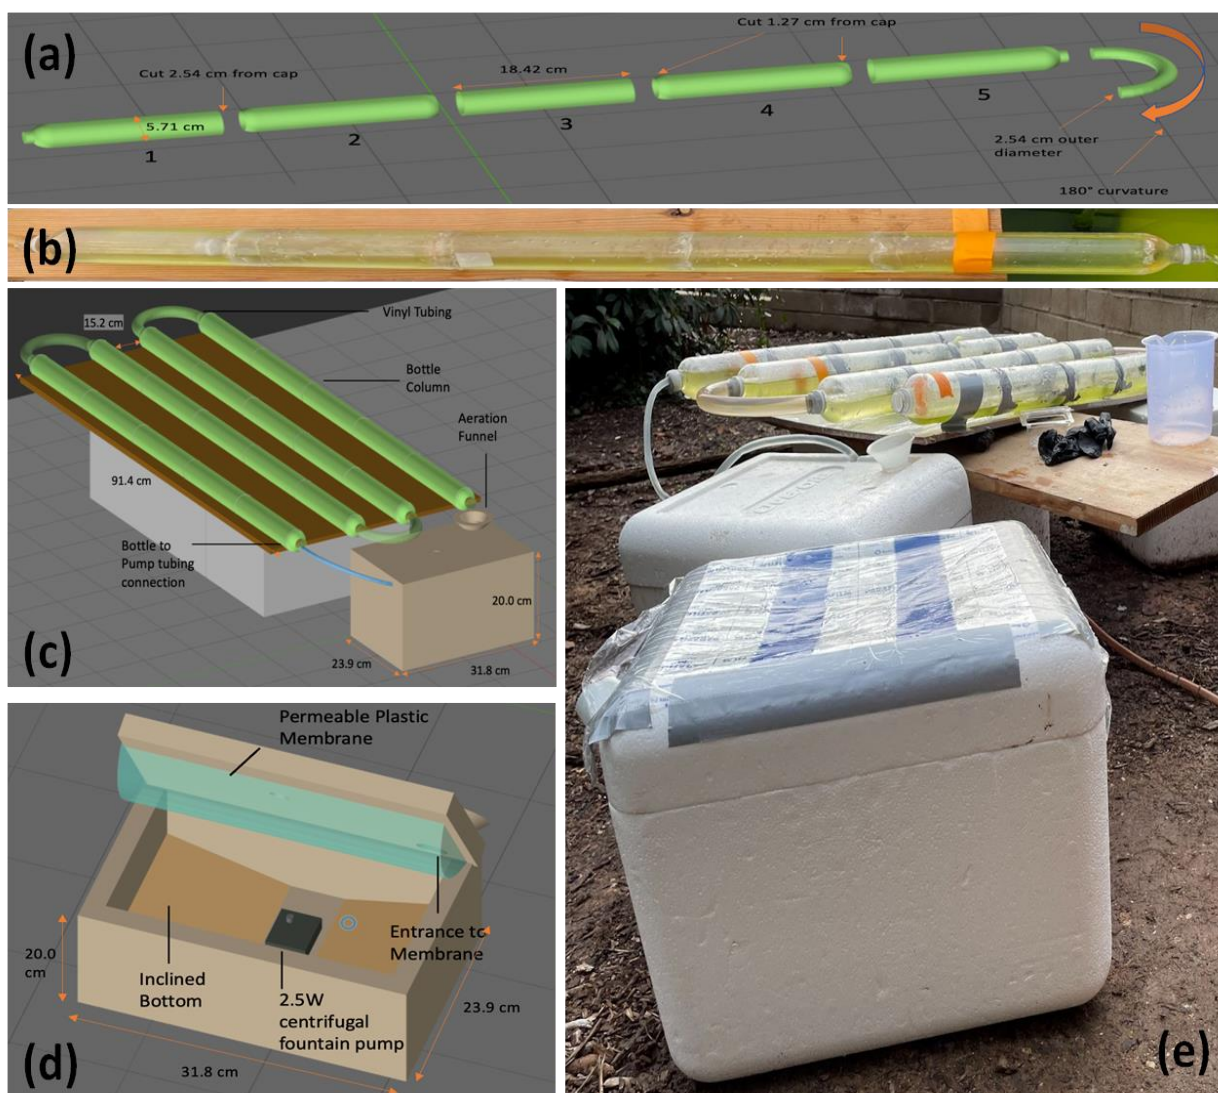 (a)
Cut 1.27 cm from cap
Cut 2.54 cm from cap
18.42 cm
5.71 cm
1
2
3
4
5
2.54 cm outer
diameter
180° curvature
(b)
15.2 cm
Vinyl Tubing
Bottle
Column
Aeration
Funnel
91.4 cm
Bottle to
Pump tubing
connection
20.0 cm
23.9 cm
31.8 cm
(c)
Permeable Plastic
Membrane
Entrance to
Membrane
20.0
cm
Inclined
Bottom
2.5W
centrifugal
fountain pump
23.9 cm
31.8 cm
(d)
(e)